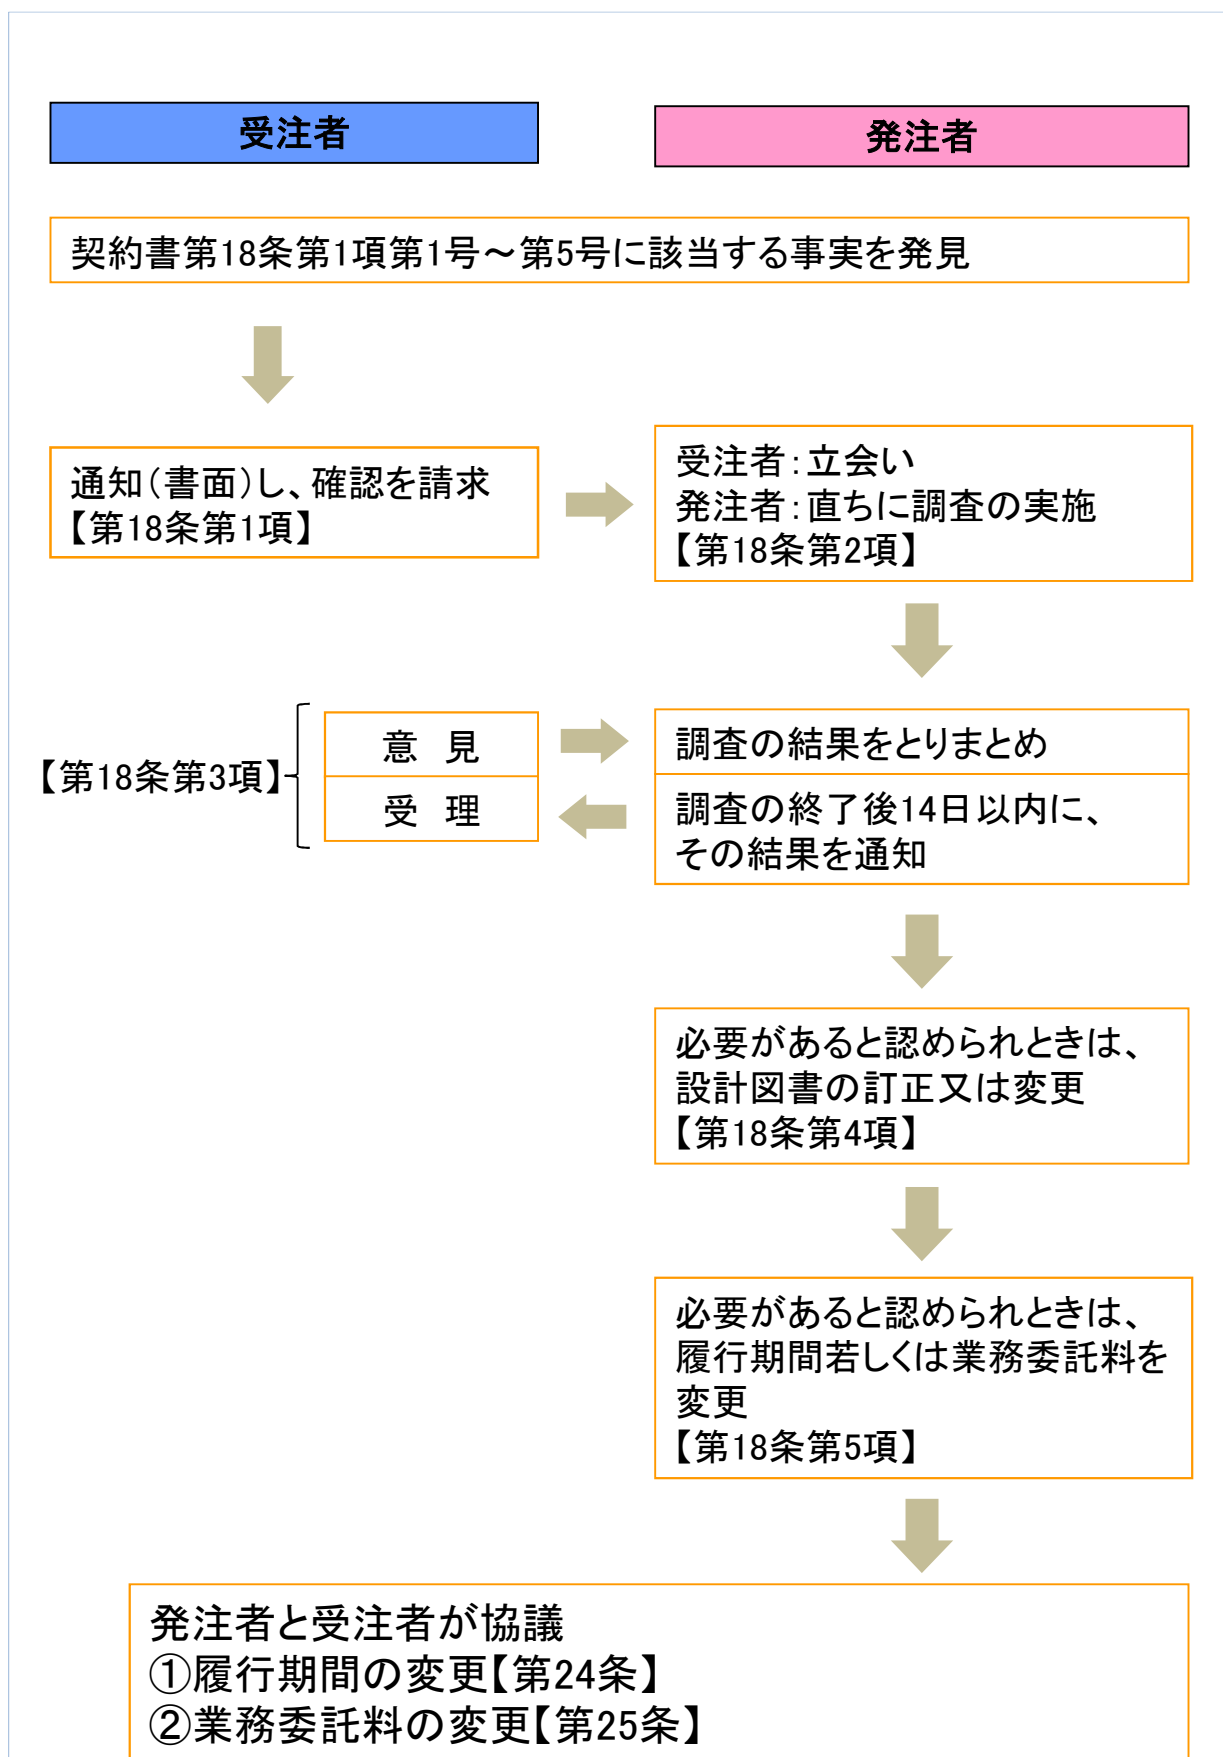 受注者
発注者
契約書第18条第1項第1号～第5号に該当する事実を発見
通知（書面）し、確認を請求
【第18条第1項】
受注者：立会い
発注者：直ちに調査の実施
【第18条第2項】
【第18条第3項】
意　見
受　理
調査の結果をとりまとめ
調査の終了後14日以内に、
その結果を通知
必要があると認められときは、
設計図書の訂正又は変更
【第18条第4項】
必要があると認められときは、
履行期間若しくは業務委託料を
変更
【第18条第5項】
発注者と受注者が協議
①履行期間の変更【第24条】
②業務委託料の変更【第25条】